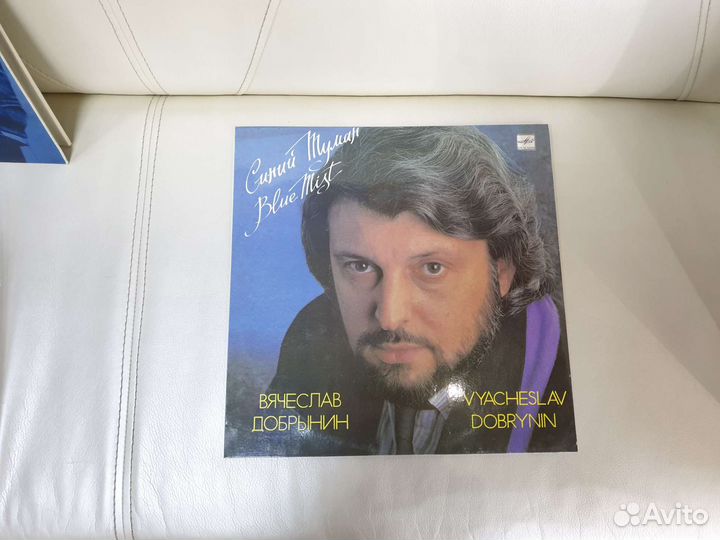 Синий Туман
Blue Mist
ВЯЧЕСЛАВ
ДОБРЫНИН
VYACHESLAV
DOBRYNIN
Avito